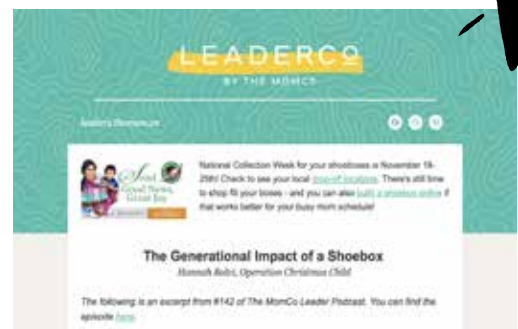 LEADERCO
BY THE MOMCO
leaders.themom.co
National Collection Week for your shoeboxes is November 18-
25th! Check to see your local drop-off locations. There's still time
to shop fill your boxes - and you can also build a shoebox online if
that works better for your busy mom schedule!
Send
Good News,
Great Joy
The Generational Impact of a Shoebox
Operation Christmas Child
The following is an excerpt from #142 of The MomCo Leader Podcast. You can find the
episode here.